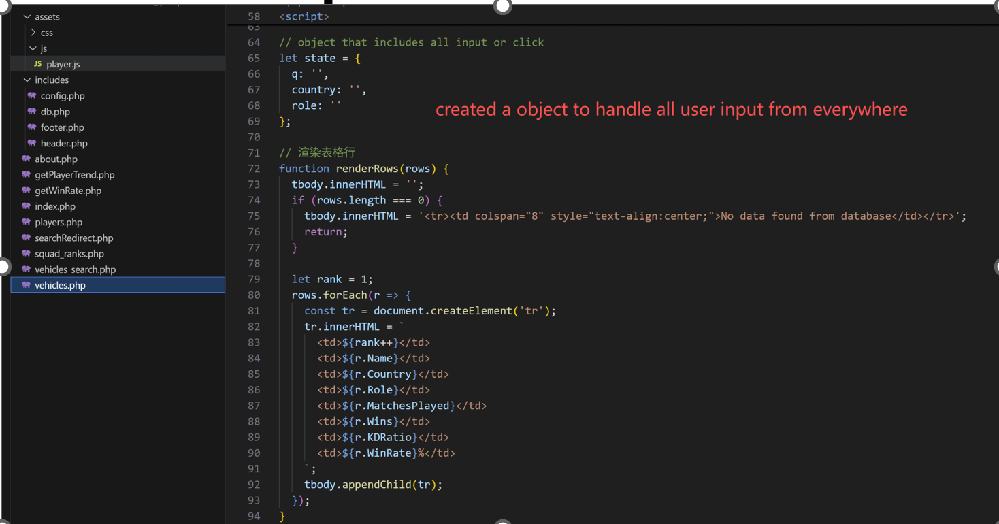 assets
css
js
JS player.js
includes
config.php
db.php
footer.php
header.php
about.php
getPlayerTrend.php
getWinRate.php
index.php
players.php
searchRedirect.php
squad_ranks.php
vehicles_search.php
vehicles.php
58 <script>
63
64 // object that includes all input or click
65 let state = {
66 q: '',
67 country: '',
68 role: ''
69 };
created a object to handle all user input from everywhere
70
71 // 渲染表格行
72 function renderRows(rows) {
73 tbody.innerHTML = '';
74 if (rows.length === 0) {
75 tbody.innerHTML = '<tr><td colspan="8" style="text-align:center;">No data found from database</td></tr>';
76 return;
77 }
78
79 let rank = 1;
80 rows.forEach(r => {
81 const tr = document.createElement('tr');
82 tr.innerHTML = `
83 <td>${rank++}</td>
84 <td>${r.Name}</td>
85 <td>${r.Country}</td>
86 <td>${r.Role}</td>
87 <td>${r.MatchesPlayed}</td>
88 <td>${r.Wins}</td>
89 <td>${r.KDRatio}</td>
90 <td>${r.WinRate}%</td>
91 `;
92 tbody.appendChild(tr);
93 });
94 }